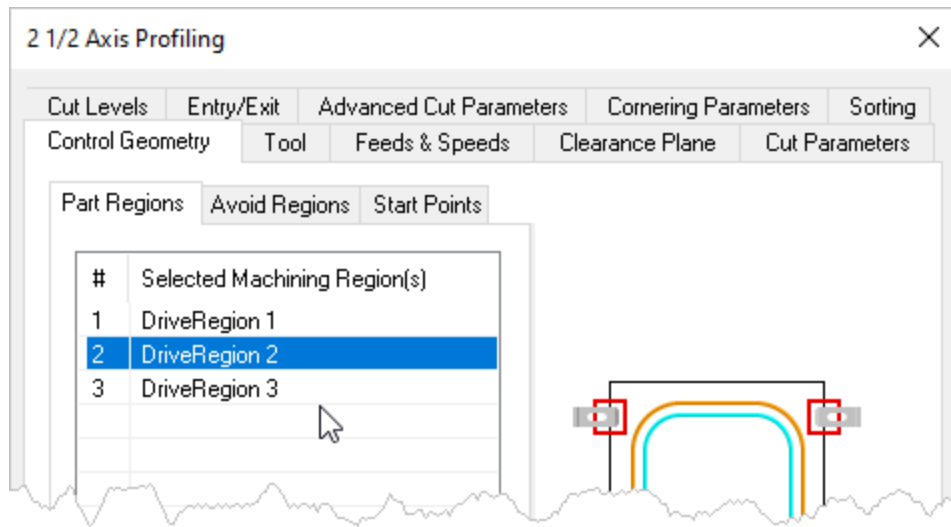 2 1/2 Axis Profiling
Cut Levels Entry/Exit Advanced Cut Parameters Cornering Parameters Sorting
Control Geometry Tool Feeds & Speeds Clearance Plane Cut Parameters
Part Regions Avoid Regions Start Points
# Selected Machining Region(s)
1 DriveRegion 1
2 DriveRegion 2
3 DriveRegion 3